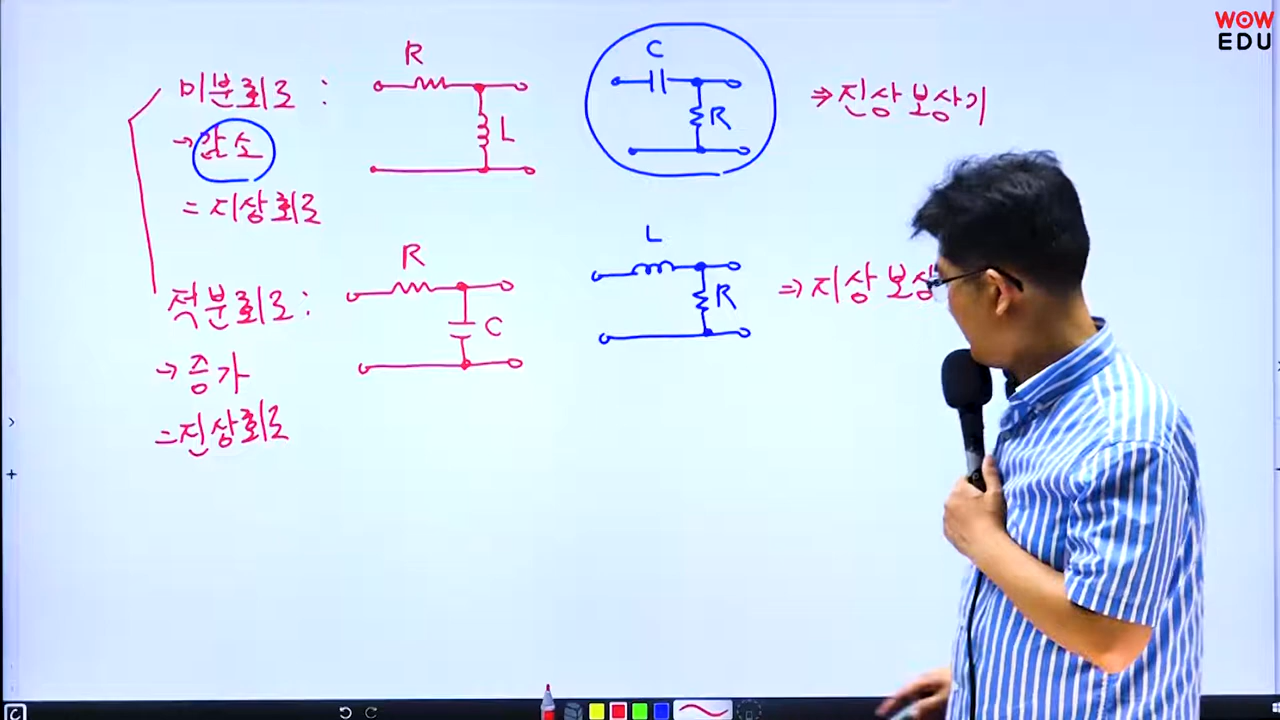 WOW
EDU
미분회로 :
→ 감소
= 지상회로
R
L
C
R
⇒ 진상 보상기
적분회로 :
→ 증가
= 진상회로
R
C
L
R
⇒ 지상 보상